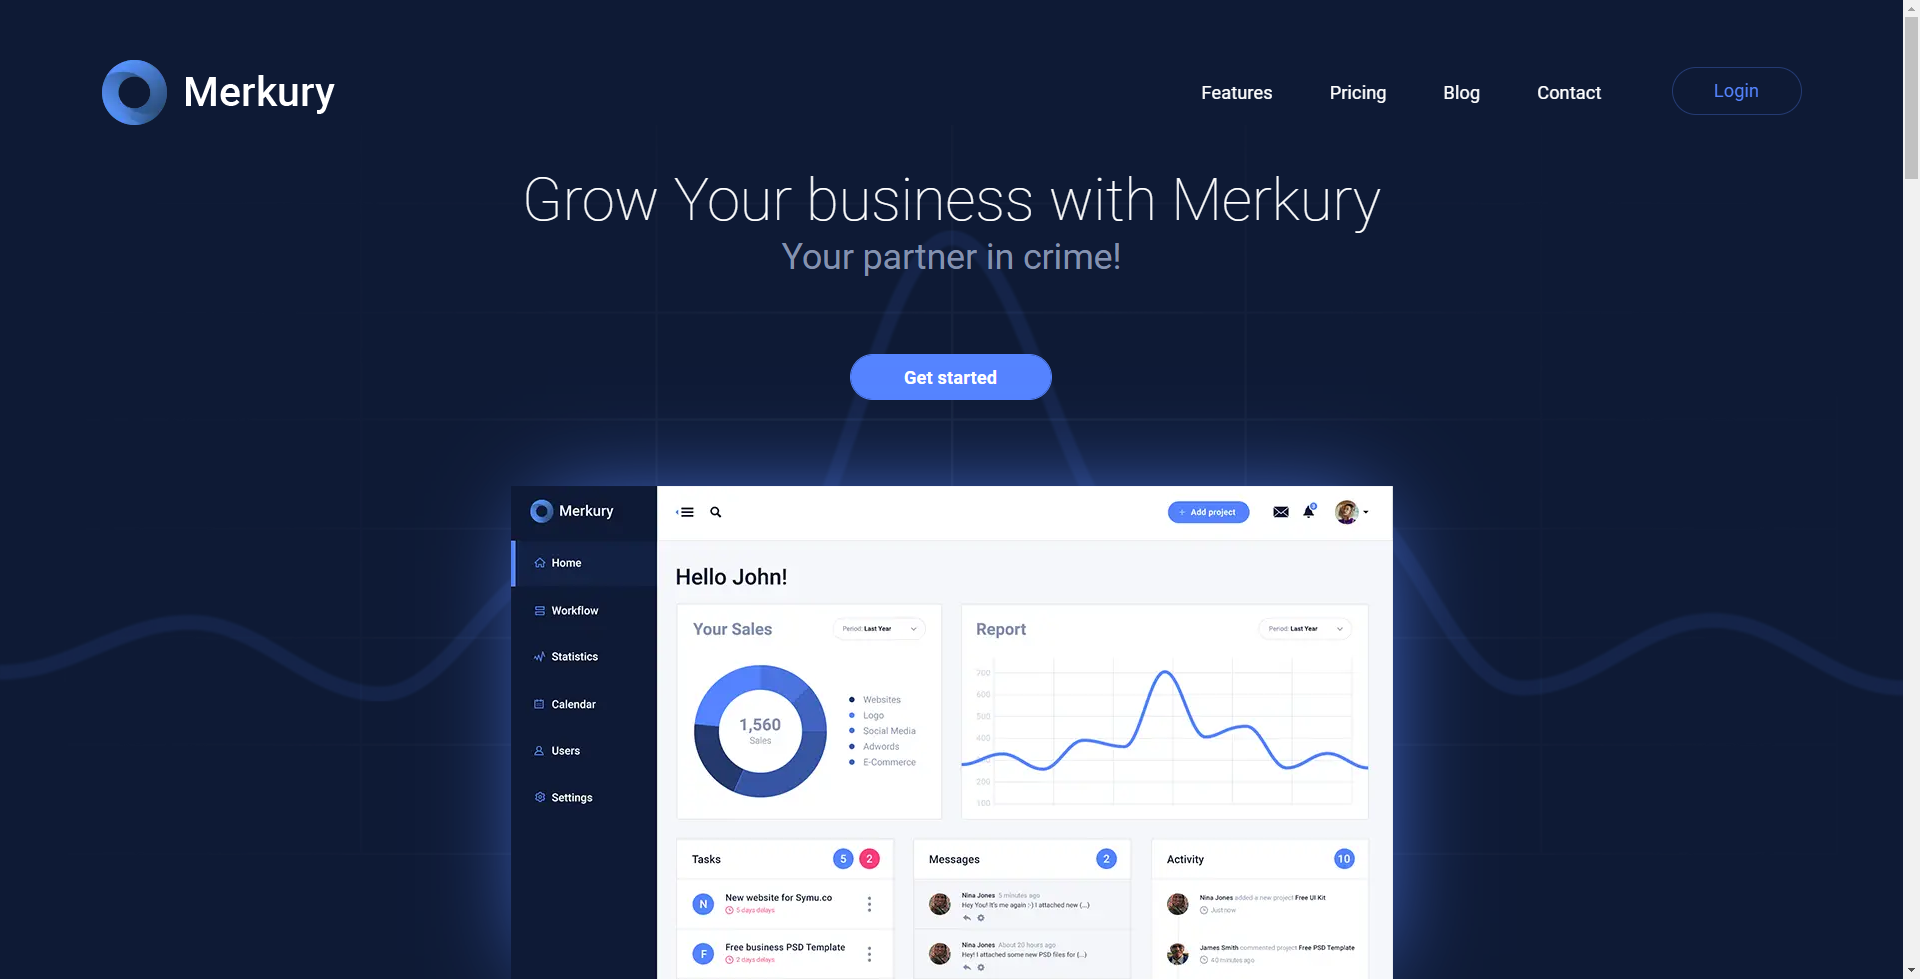 Merkury
Features
Pricing
Blog
Contact
Login
Grow Your business with Merkury
Your partner in crime!
Get started
Merkury
+ Add project
Home
Workflow
Statistics
Calendar
Users
Settings
Hello John!
Your Sales
Period: Last Year
1,560
Sales
Websites
Logo
Social Media
Adwords
E-Commerce
Report
Period: Last Year
700
600
500
400
200
100
Tasks
5
2
N
New website for Symu.co
5 days delays
F
Free business PSD Template
2 days delays
Messages
2
Nina Jones 5 minutes ago
Hey You! It's me again :-) I attached new (...)
Nina Jones About 20 hours ago
Hey! I attached some new PSD files for (...)
Activity
10
Nina Jones added a new project Free UI Kit
Just now
James Smith commented project Free PSD Template
40 minutes ago